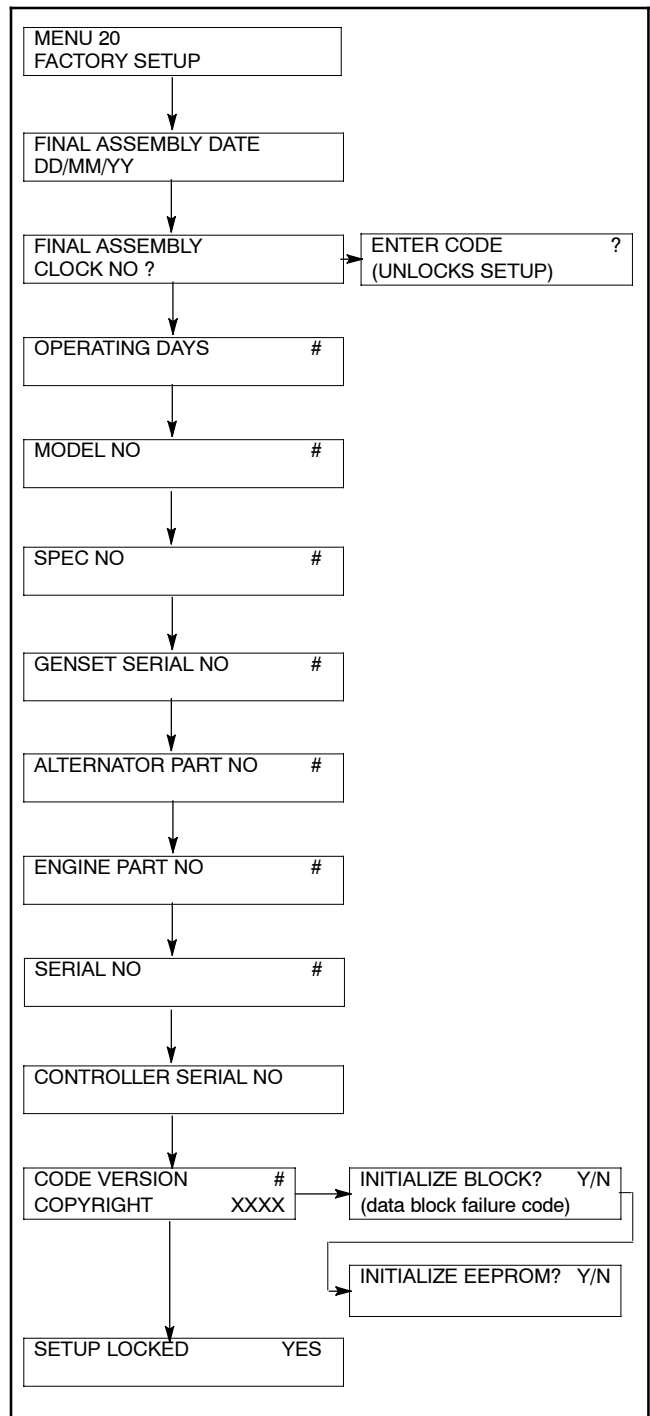 MENU 20
FACTORY SETUP
FINAL ASSEMBLY DATE
DD/MM/YY
FINAL ASSEMBLY
CLOCK NO ?
ENTER CODE ?
(UNLOCKS SETUP)
OPERATING DAYS #
MODEL NO #
SPEC NO #
GENSET SERIAL NO #
ALTERNATOR PART NO #
ENGINE PART NO #
SERIAL NO #
CONTROLLER SERIAL NO
CODE VERSION #
COPYRIGHT XXXX
INITIALIZE BLOCK? Y/N
(data block failure code)
INITIALIZE EEPROM? Y/N
SETUP LOCKED YES